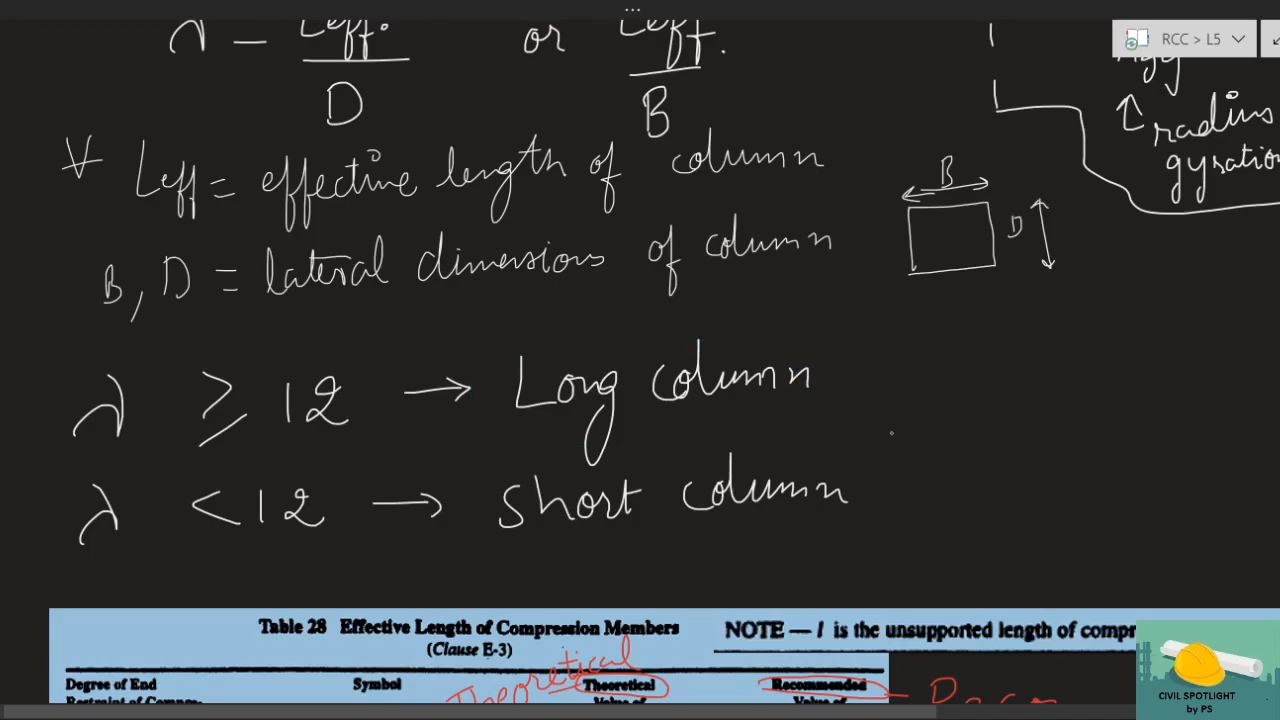 λ = Leff. / D or Leff. / B
RCC > L5
radius
gyration
∀ Leff = effective length of column
B
D
B, D = lateral dimensions of column
λ ≥ 12 → Long column
λ < 12 → Short column
Table 28 Effective Length of Compression Members
(Clause E-3)
NOTE — l is the unsupported length of
Theoretical
Degree of End
Symbol
Theoretical
Recommended
CIVIL SPOTLIGHT
by PS